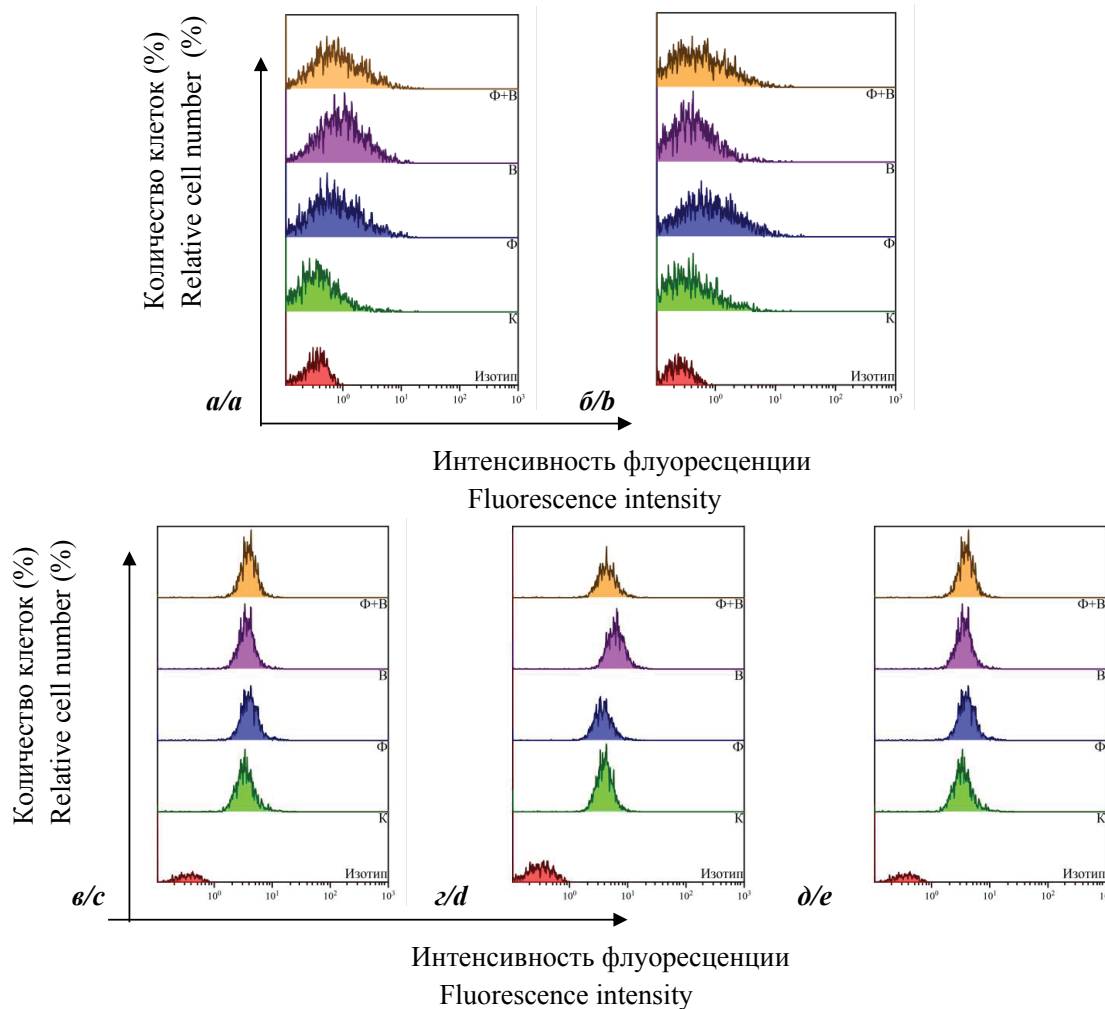 Количество клеток (%)
Relative cell number (%)
Ф+В
В
Ф
К
Изотип
10⁰ 10¹ 10² 10³
а/a
Ф+В
В
Ф
К
Изотип
10⁰ 10¹ 10² 10³
б/b
Интенсивность флуоресценции
Fluorescence intensity
Количество клеток (%)
Relative cell number (%)
Ф+В
В
Ф
К
Изотип
10⁰ 10¹ 10² 10³
в/c
Ф+В
В
Ф
К
Изотип
10⁰ 10¹ 10² 10³
г/d
Ф+В
В
Ф
К
Изотип
10⁰ 10¹ 10²
д/e
Интенсивность флуоресценции
Fluorescence intensity